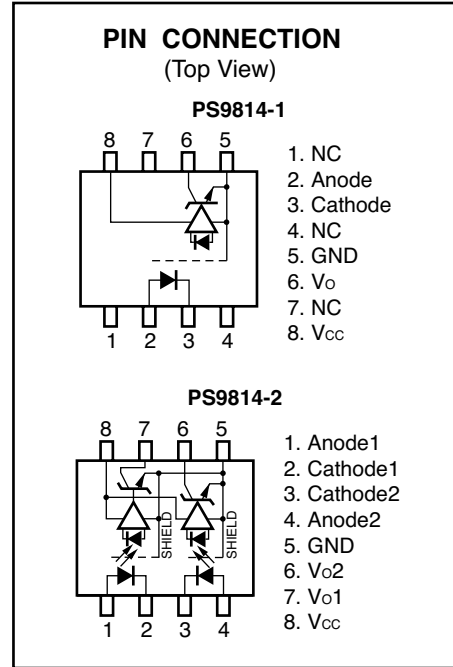 PIN CONNECTION
(Top View)
PS9814-1
8 7 6 5
1 2 3 4
1. NC
2. Anode
3. Cathode
4. NC
5. GND
6. VO
7. NC
8. VCC
PS9814-2
8 7 6 5
SHIELD
SHIELD
1 2 3 4
1. Anode1
2. Cathode1
3. Cathode2
4. Anode2
5. GND
6. VO2
7. VO1
8. VCC